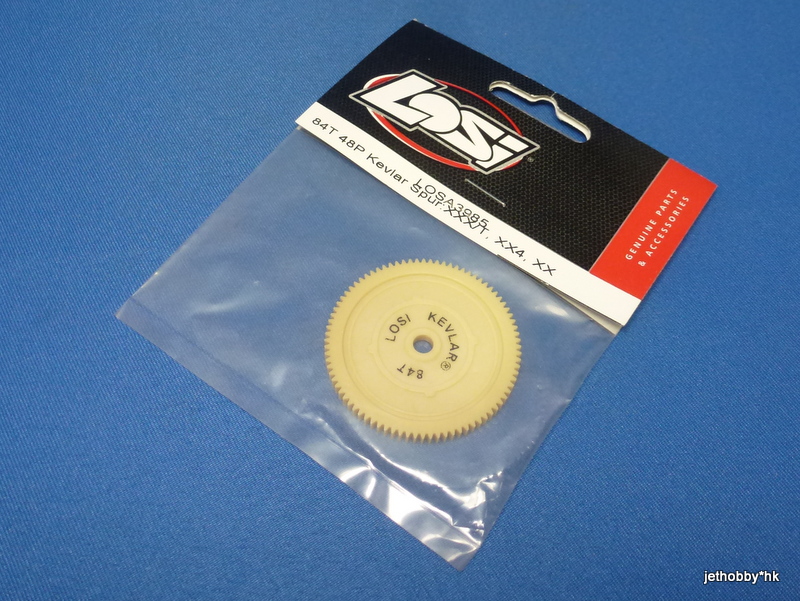 LOSi
GENUINE PARTS
& ACCESSORIES
LOSA3985
84T 48P Kevlar Spur:XXX/T, XX4, XX
LOSI KEVLAR®
84T
jethobby*hk